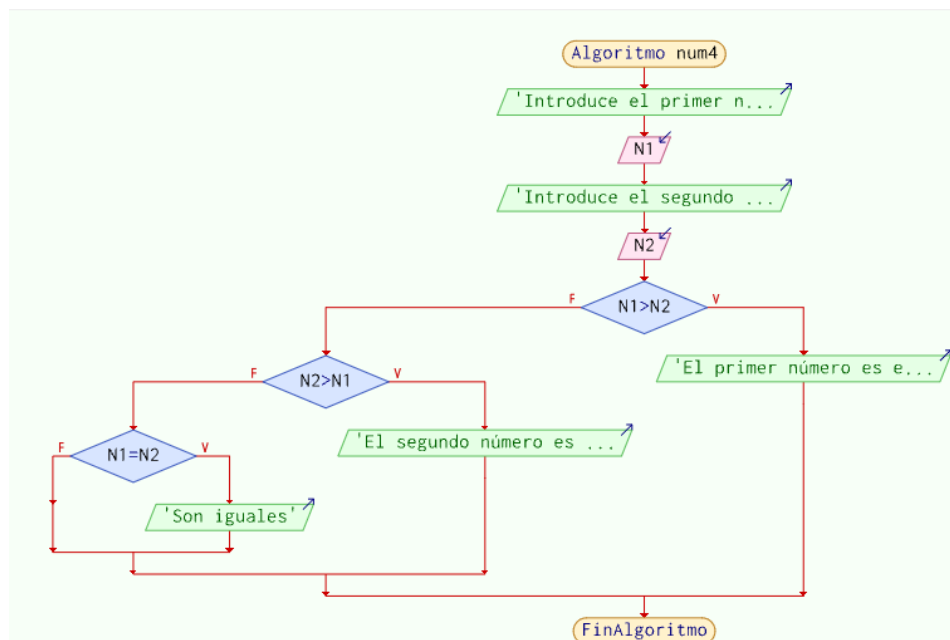 Algoritmo num4
'Introduce el primer n...
N1
'Introduce el segundo ...
N2
N1>N2
F
V
'El primer número es e...
N2>N1
F
V
'El segundo número es ...
N1=N2
F
V
'Son iguales'
FinAlgoritmo